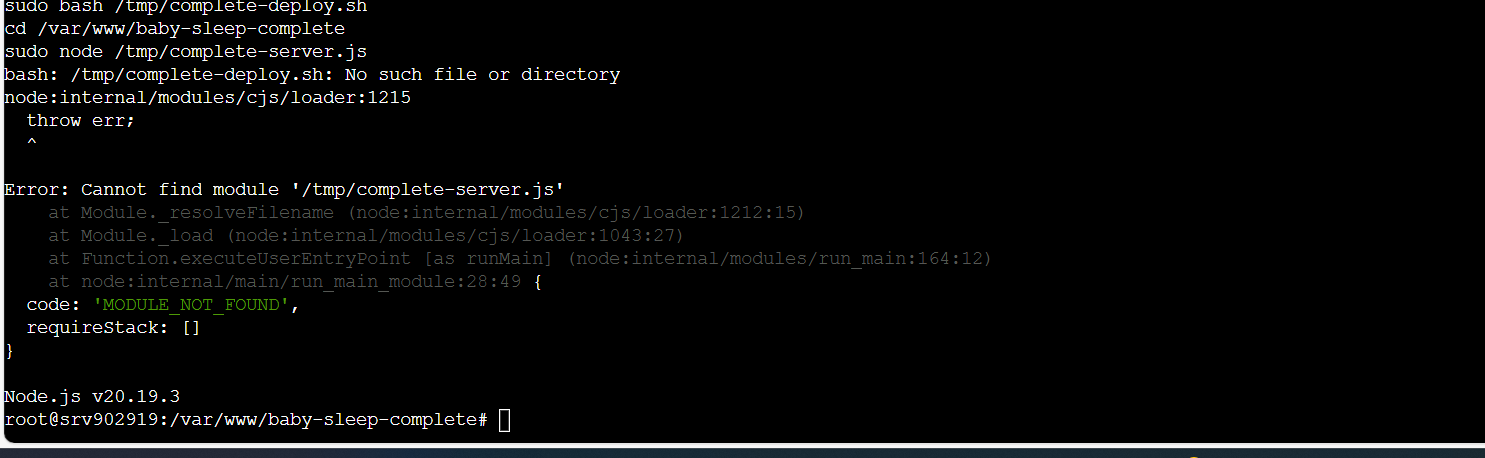 sudo bash /tmp/complete-deploy.sh
cd /var/www/baby-sleep-complete
sudo node /tmp/complete-server.js
bash: /tmp/complete-deploy.sh: No such file or directory
node:internal/modules/cjs/loader:1215
  throw err;
  ^

Error: Cannot find module '/tmp/complete-server.js'
    at Module._resolveFilename (node:internal/modules/cjs/loader:1212:15)
    at Module._load (node:internal/modules/cjs/loader:1043:27)
    at Function.executeUserEntryPoint [as runMain] (node:internal/modules/run_main:164:12)
    at node:internal/main/run_main_module:28:49 {
  code: 'MODULE_NOT_FOUND',
  requireStack: []
}

Node.js v20.19.3
root@srv902919:/var/www/baby-sleep-complete#